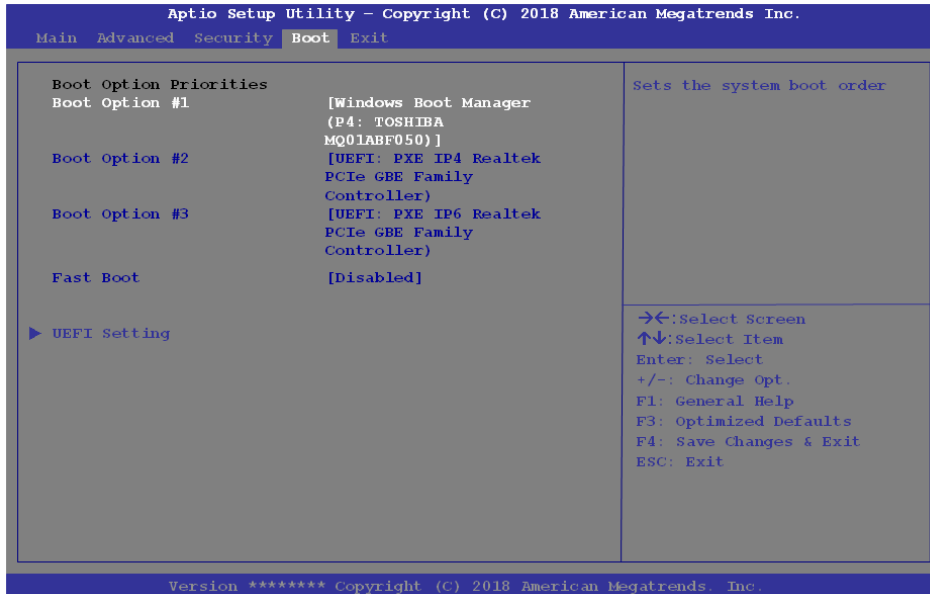 Aptio Setup Utility – Copyright (C) 2018 American Megatrends Inc.
Main Advanced Security Boot Exit
Boot Option Priorities
Boot Option #1 [Windows Boot Manager
(P4: TOSHIBA
MQ01ABF050)]
Boot Option #2 [UEFI: PXE IP4 Realtek
PCIe GBE Family
Controller)
Boot Option #3 [UEFI: PXE IP6 Realtek
PCIe GBE Family
Controller)
Fast Boot [Disabled]
▶ UEFI Setting
Sets the system boot order
→←:Select Screen
↑↓:Select Item
Enter: Select
+/-: Change Opt.
F1: General Help
F3: Optimized Defaults
F4: Save Changes & Exit
ESC: Exit
Version ******** Copyright (C) 2018 American Megatrends. Inc.